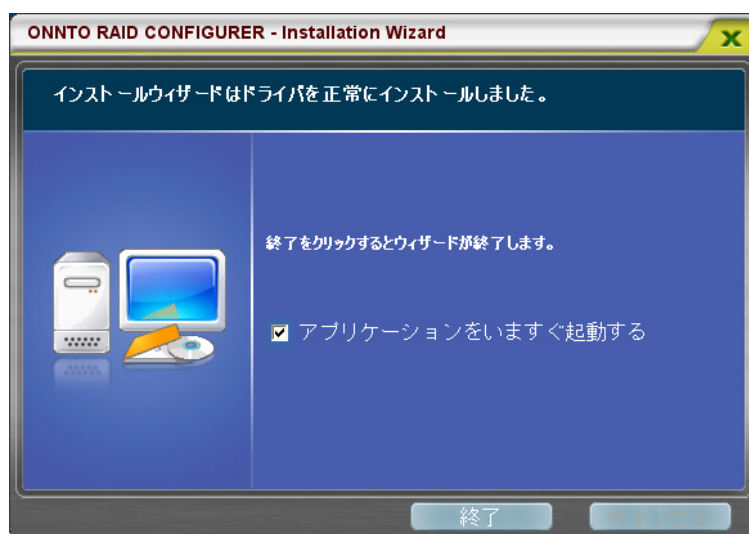 ONNTO RAID CONFIGURER - Installation Wizard
インストールウィザードはドライバを正常にインストールしました。
終了をクリックするとウィザードが終了します。
アプリケーションをいますぐ起動する
終了